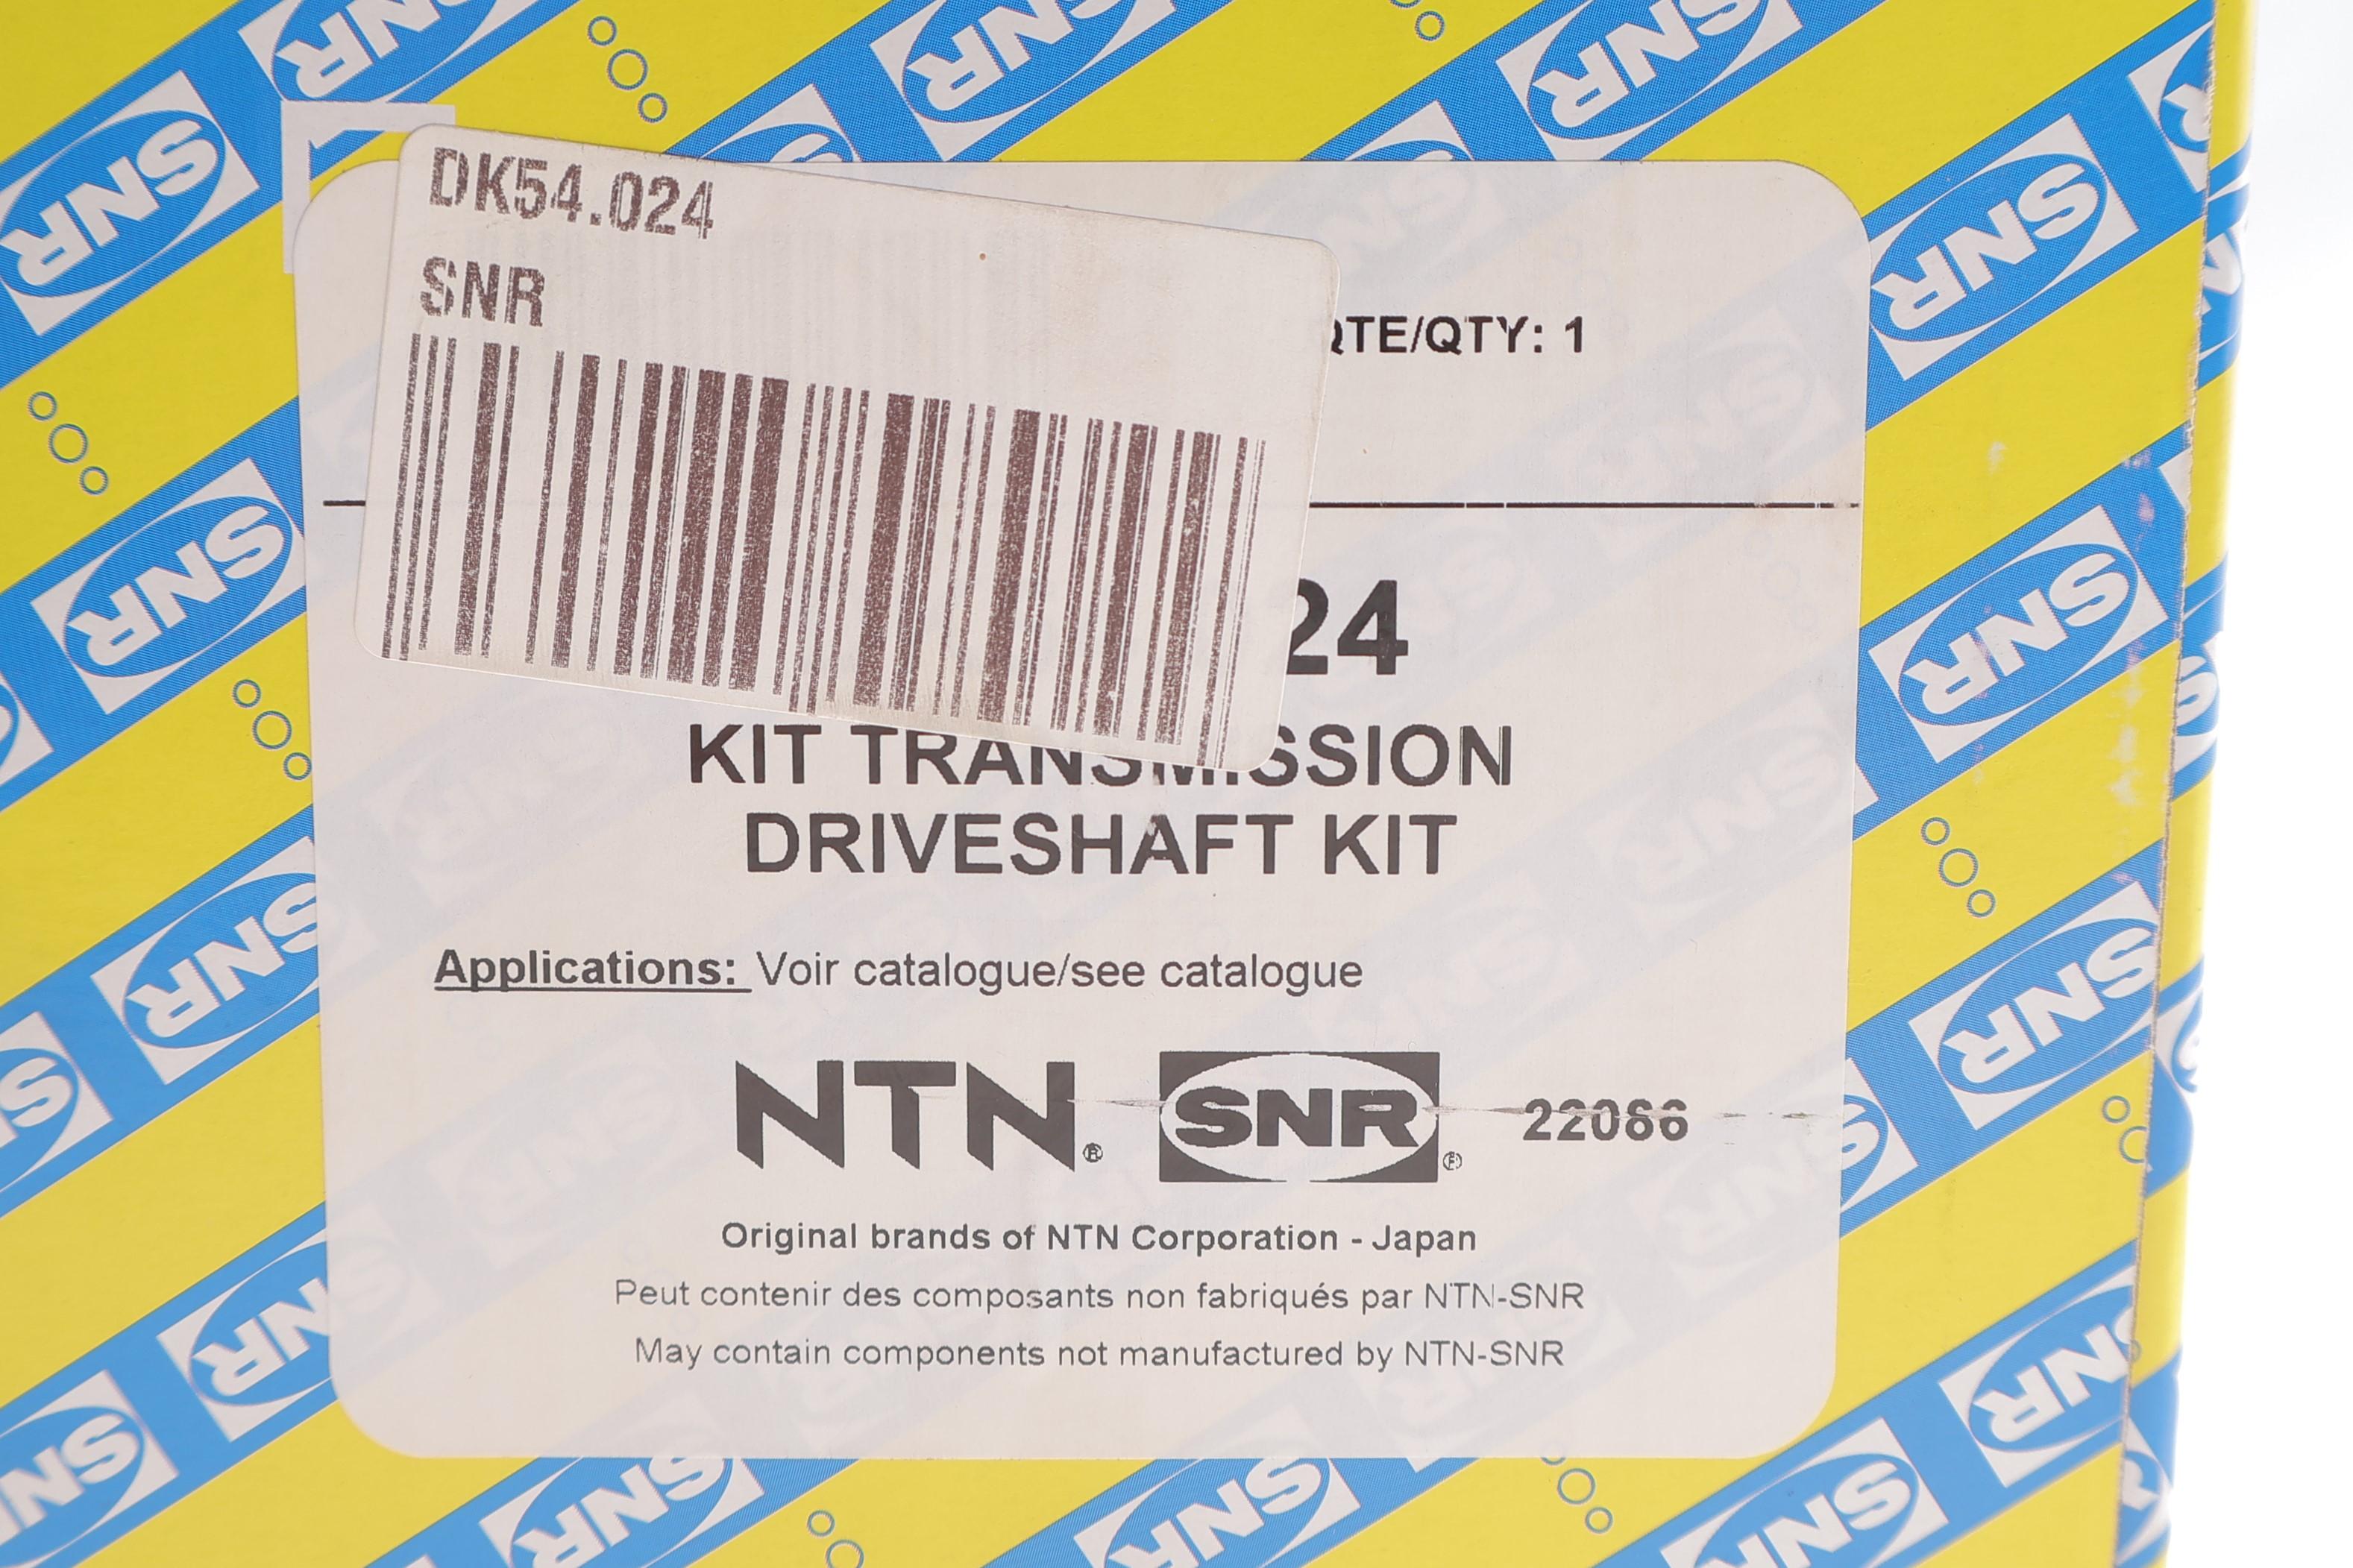 DK54.024
SNR
QTE/QTY: 1
24
KIT TRANSMISSION
DRIVESHAFT KIT
Applications: Voir catalogue/see catalogue
NTN® SNR® 22086
Original brands of NTN Corporation - Japan
Peut contenir des composants non fabriqués par NTN-SNR
May contain components not manufactured by NTN-SNR